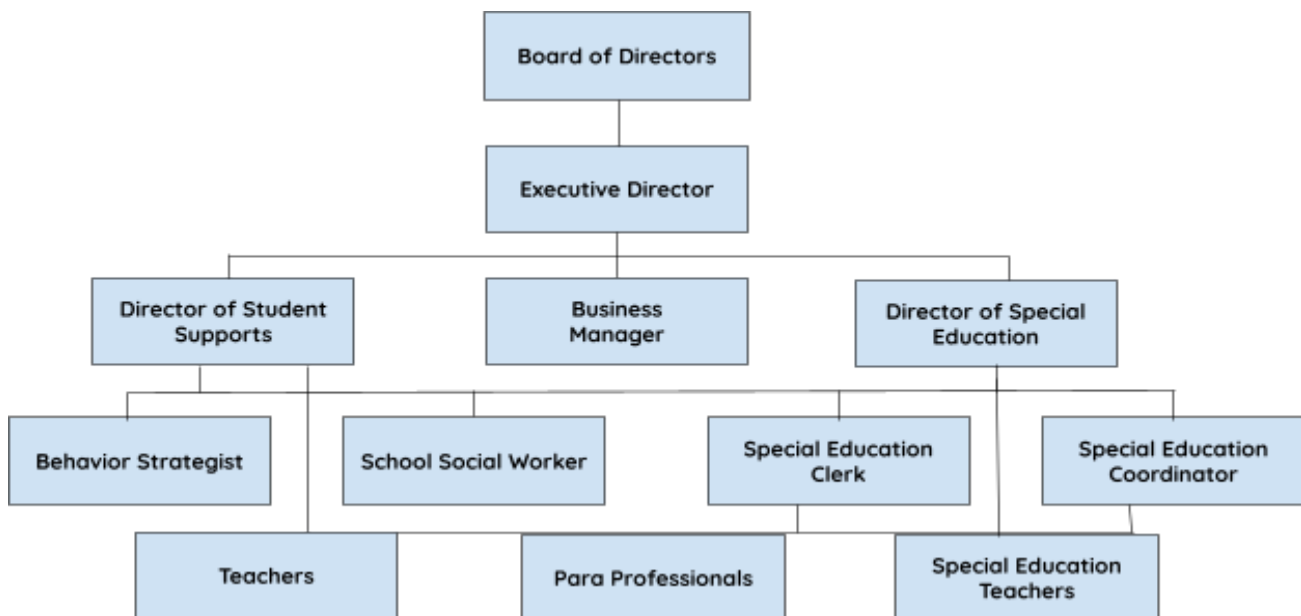 Board of Directors
Executive Director
Director of Student
Supports
Business
Manager
Director of Special
Education
Behavior Strategist
School Social Worker
Special Education
Clerk
Special Education
Coordinator
Teachers
Para Professionals
Special Education
Teachers